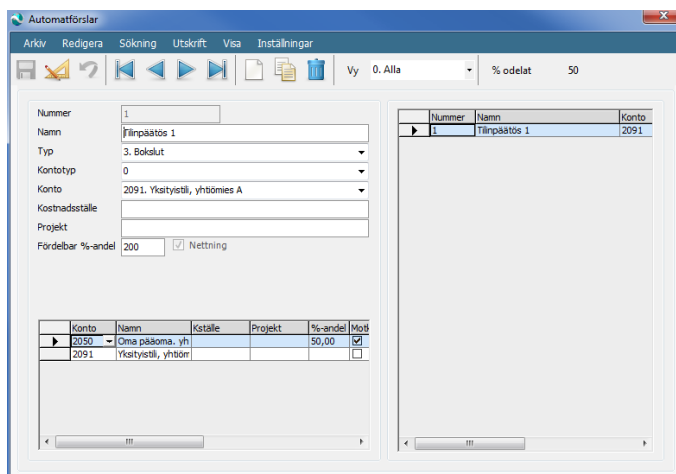 Automatförslar
Arkiv Redigera Sökning Utskrift Visa Inställningar
Vy 0. Alla % odelat 50
Nummer 1
Namn Tilinpäätös 1
Typ 3. Bokslut
Kontotyp 0
Konto 2091. Yksityistili, yhtiömies A
Kostnadsställe
Projekt
Fördelbar %-andel 200 Nettning
Konto Namn Kställe Projekt %-andel Motk
2050 Oma pääoma. yh 50,00
2091 Yksityistili, yhtiöm
Nummer Namn Konto
1 Tilinpäätös 1 2091